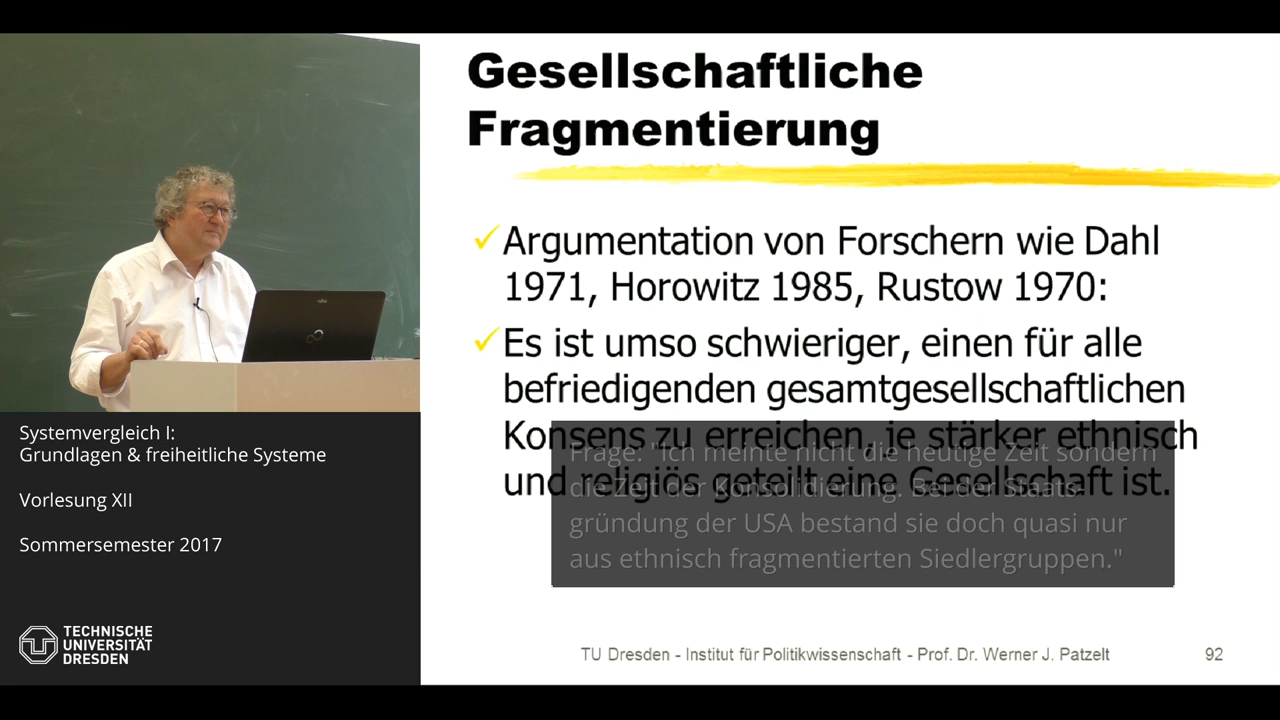 Gesellschaftliche
Fragmentierung
Argumentation von Forschern wie Dahl
1971, Horowitz 1985, Rustow 1970:
Es ist umso schwieriger, einen für alle
befriedigenden gesamtgesellschaftlichen
Konsens zu erreichen, je stärker ethnisch
und religiös geteilt eine Gesellschaft ist.
Frage: "Ich meinte nicht die heutige Zeit sondern
die Zeit der Konsolidierung. Bei der Staats-
gründung der USA bestand sie doch quasi nur
aus ethnisch fragmentierten Siedlergruppen."
TU Dresden - Institut für Politikwissenschaft - Prof. Dr. Werner J. Patzelt
92
Systemvergleich I:
Grundlagen & freiheitliche Systeme
Vorlesung XII
Sommersemester 2017
TECHNISCHE
UNIVERSITÄT
DRESDEN